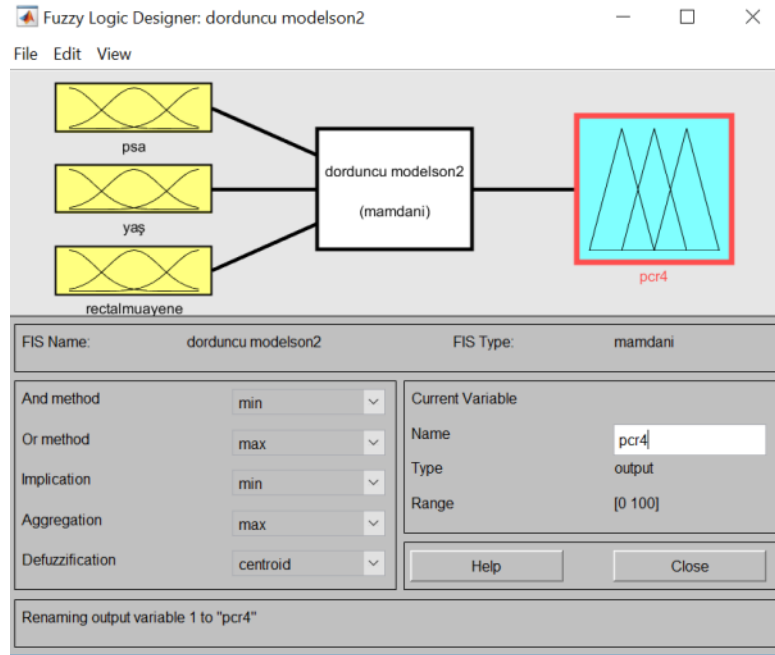 Fuzzy Logic Designer: dorduncu modelson2
File Edit View
psa
yaş
rectalmuayene
dorduncu modelson2
(mamdani)
pcr4
FIS Name: dorduncu modelson2 FIS Type: mamdani
And method min
Or method max
Implication min
Aggregation max
Defuzzification centroid
Current Variable
Name pcr4
Type output
Range [0 100]
Help Close
Renaming output variable 1 to "pcr4"